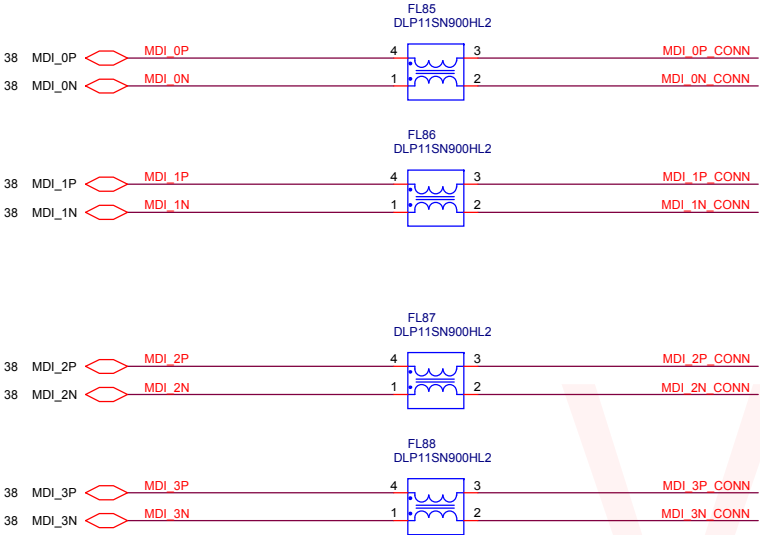 FL85
DLP11SN900HL2
38 MDI_0P MDI_0P 4 3 MDI_0P_CONN
38 MDI_0N MDI_0N 1 2 MDI_0N_CONN
FL86
DLP11SN900HL2
38 MDI_1P MDI_1P 4 3 MDI_1P_CONN
38 MDI_1N MDI_1N 1 2 MDI_1N_CONN
FL87
DLP11SN900HL2
38 MDI_2P MDI_2P 4 3 MDI_2P_CONN
38 MDI_2N MDI_2N 1 2 MDI_2N_CONN
FL88
DLP11SN900HL2
38 MDI_3P MDI_3P 4 3 MDI_3P_CONN
38 MDI_3N MDI_3N 1 2 MDI_3N_CONN